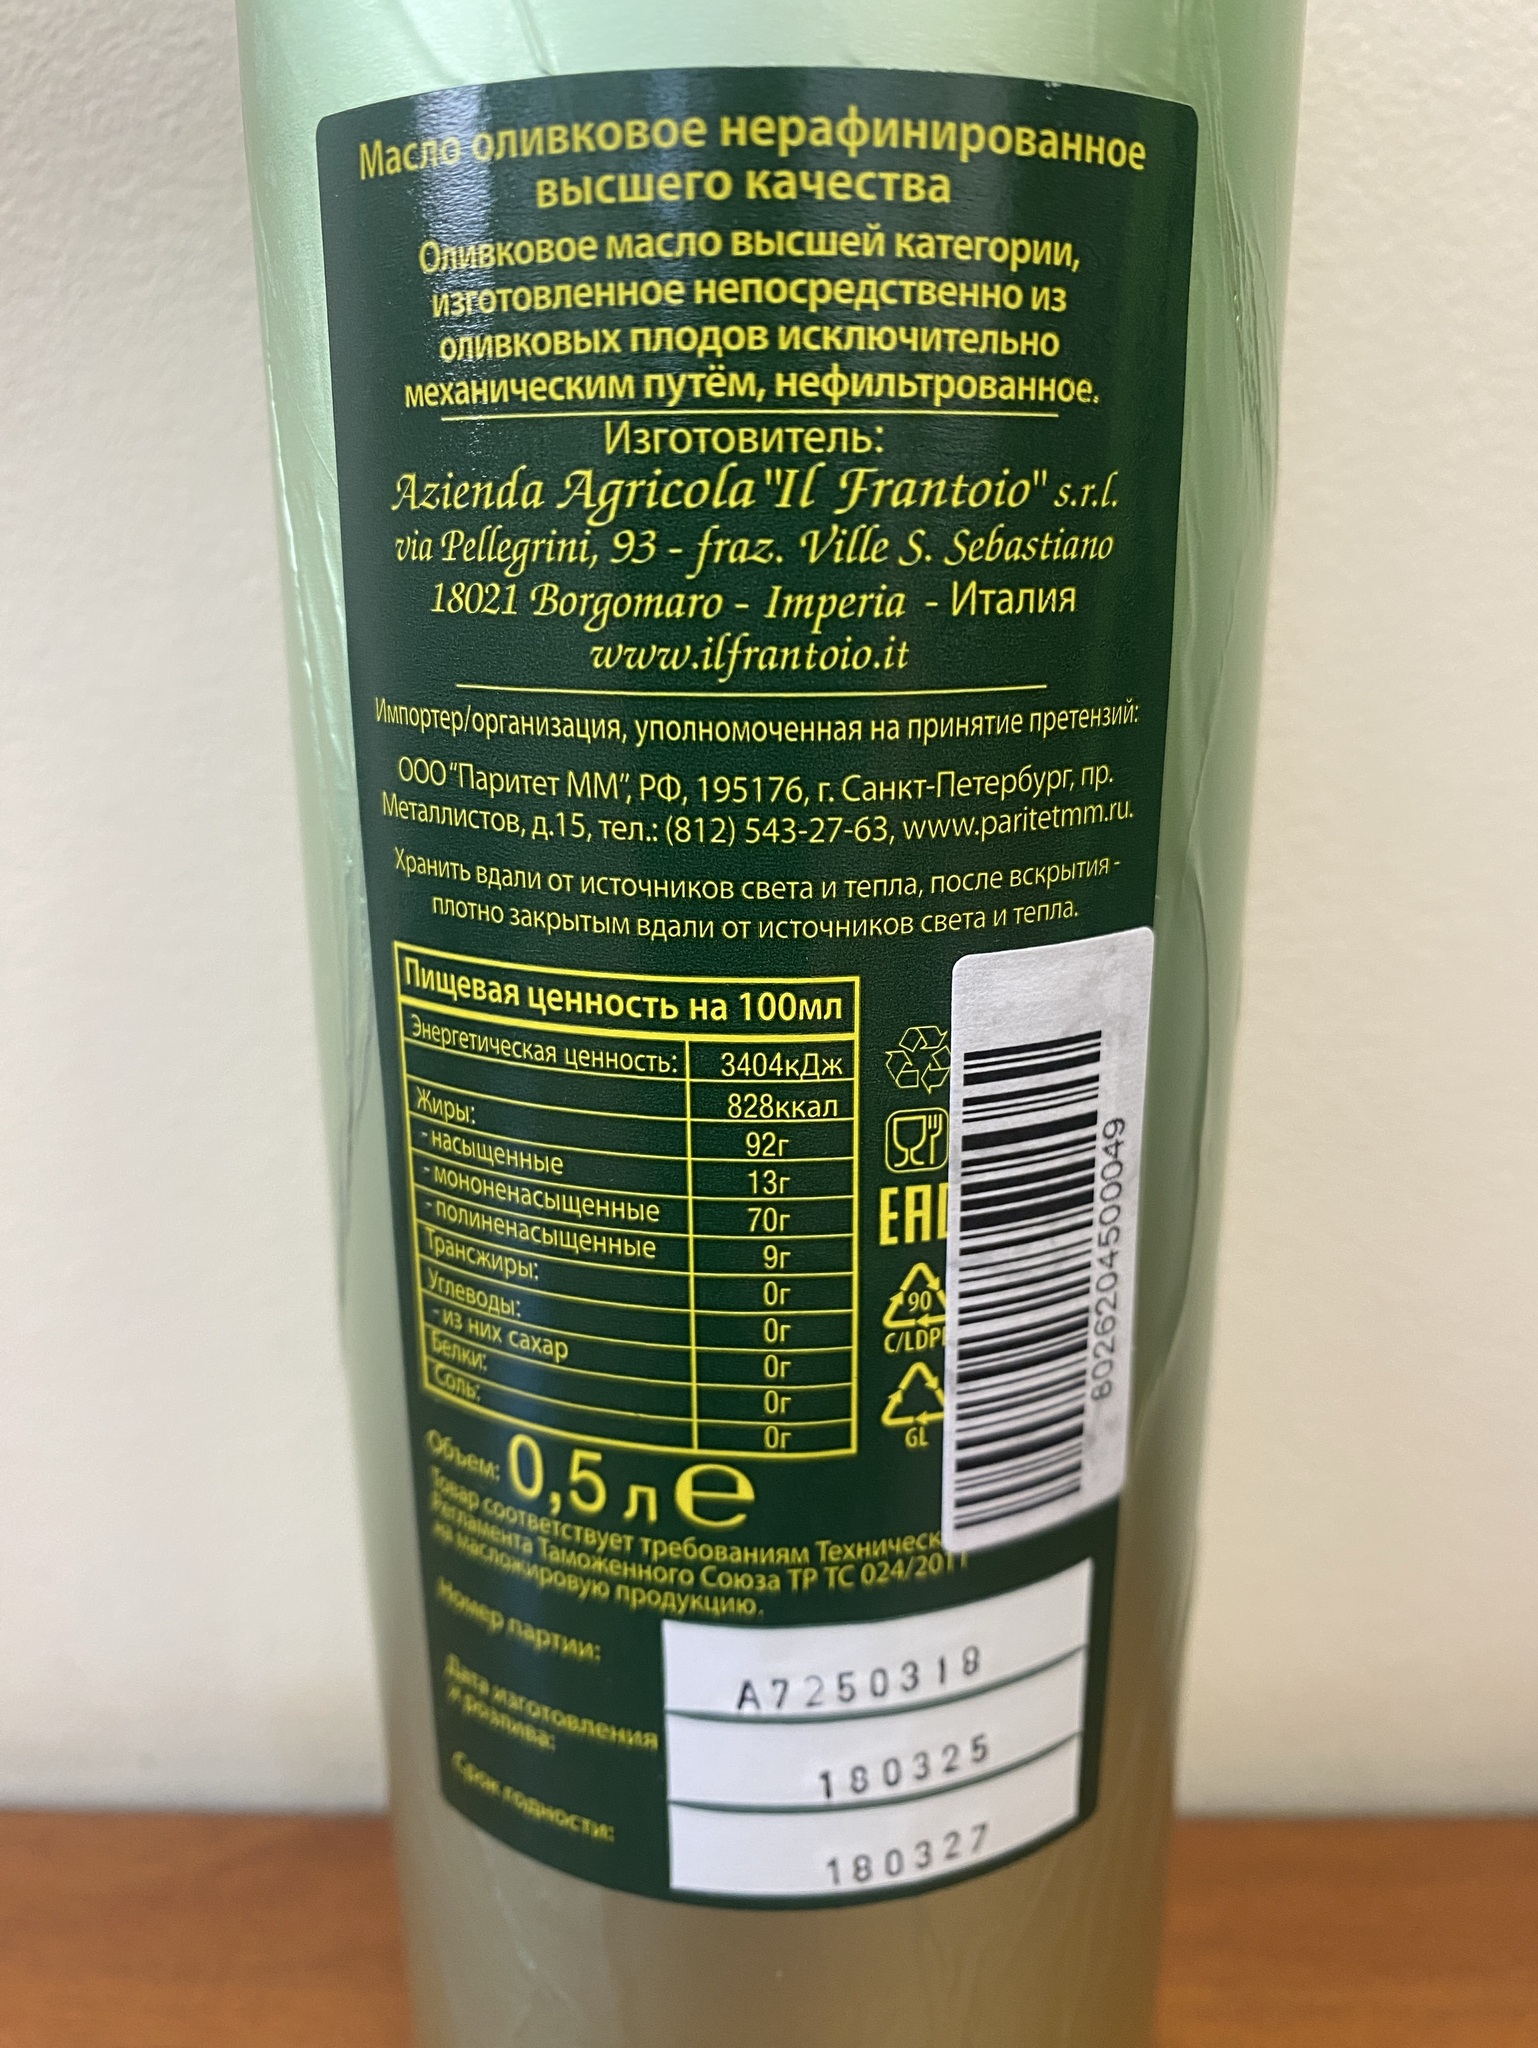 Масло оливковое нерафинированное
высшего качества
Оливковое масло высшей категории,
изготовленное непосредственно из
оливковых плодов исключительно
механическим путём, нефильтрованное.
Изготовитель:
Azienda Agricola "Il Frantoio" s.r.l.
via Pellegrini, 93 - fraz. Ville S. Sebastiano
18021 Borgomaro - Imperia - Италия
www.ilfrantoio.it
Импортер/организация, уполномоченная на принятие претензий:
ООО "Паритет ММ", РФ, 195176, г. Санкт-Петербург, пр.
Металлистов, д.15, тел.: (812) 543-27-63, www.paritetmm.ru.
Хранить вдали от источников света и тепла, после вскрытия -
плотно закрытым вдали от источников света и тепла.
Пищевая ценность на 100мл
Энергетическая ценность: 3404кДж
828ккал
Жиры: 92г
- насыщенные 13г
- мононенасыщенные 70г
- полиненасыщенные 9г
Трансжиры: 0г
Углеводы: 0г
- из них сахар 0г
Белки: 0г
Соль: 0г
EAC
90
C/LDPE
GL
8026204500049
Объем: 0,5 л e
Товар соответствует требованиям Техническ
Регламента Таможенного Союза ТР ТС 024/2011
на масложировую продукцию.
Номер партии: A7250318
Дата изготовления
и розлива: 180325
Срок годности: 180327